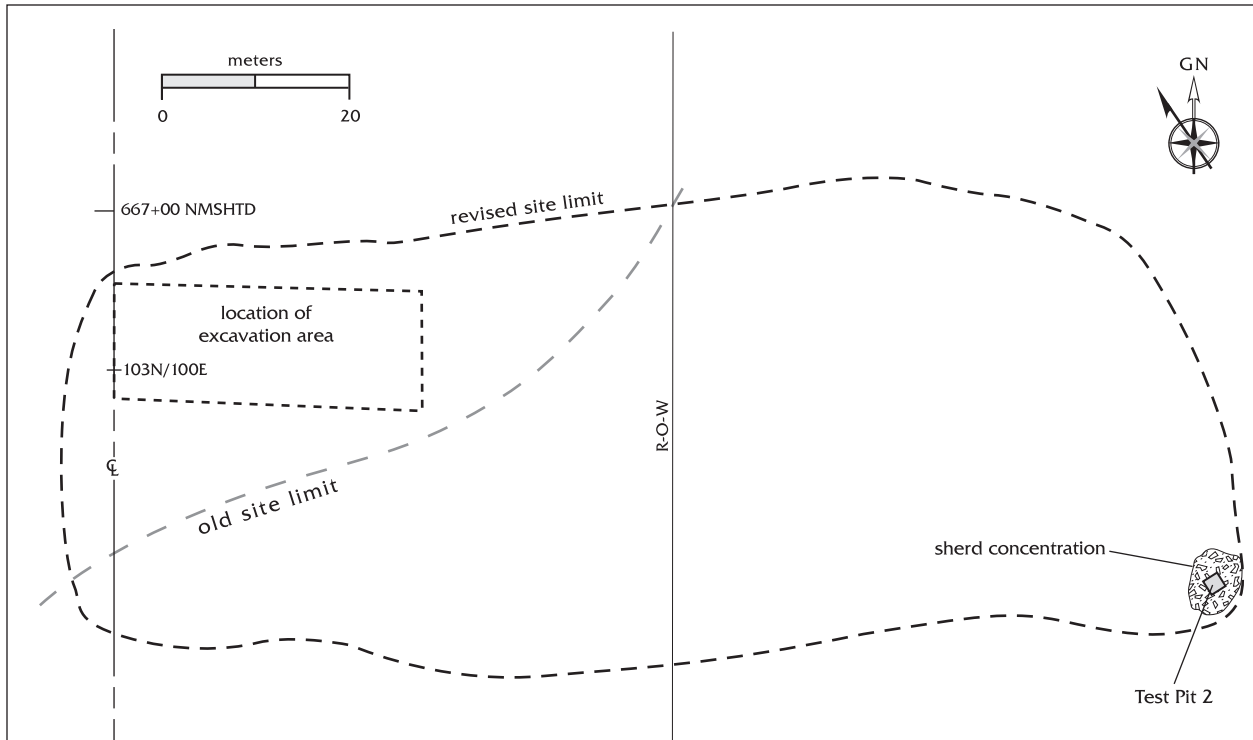 meters
0 20
GN
667+00 NMSHTD
revised site limit
location of
excavation area
103N/100E
R-O-W
℄
old site limit
sherd concentration
Test Pit 2